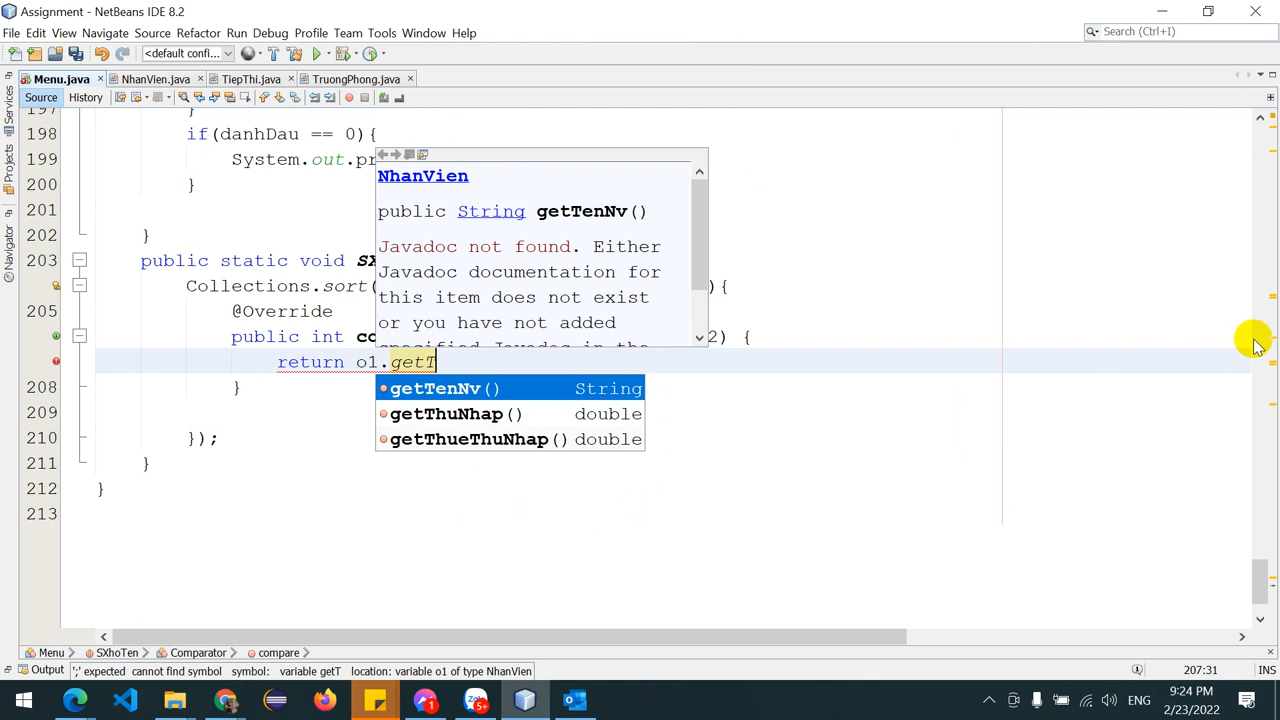 Assignment - NetBeans IDE 8.2
File Edit View Navigate Source Refactor Run Debug Profile Team Tools Window Help
Search (Ctrl+I)
<default confi...
Menu.java NhanVien.java TiepThi.java TruongPhong.java
Source History
Services
Projects
Navigator
197 }
198 if(danhDau == 0){
199 System.out.pr
200 }
201
202 }
203 public static void SX
Collections.sort( ){
205 @Override
public int co 2) {
return o1.getT
208 }
209
210 });
211 }
212 }
213
NhanVien
public String getTenNv()
Javadoc not found. Either
Javadoc documentation for
this item does not exist
or you have not added
specified Javadoc in the
getTenNv() String
getThuNhap() double
getThueThuNhap() double
Menu SXhoTen Comparator compare
Output ';' expected cannot find symbol symbol: variable getT location: variable o1 of type NhanVien 207:31 INS
1 5+ ENG 9:24 PM
2/23/2022